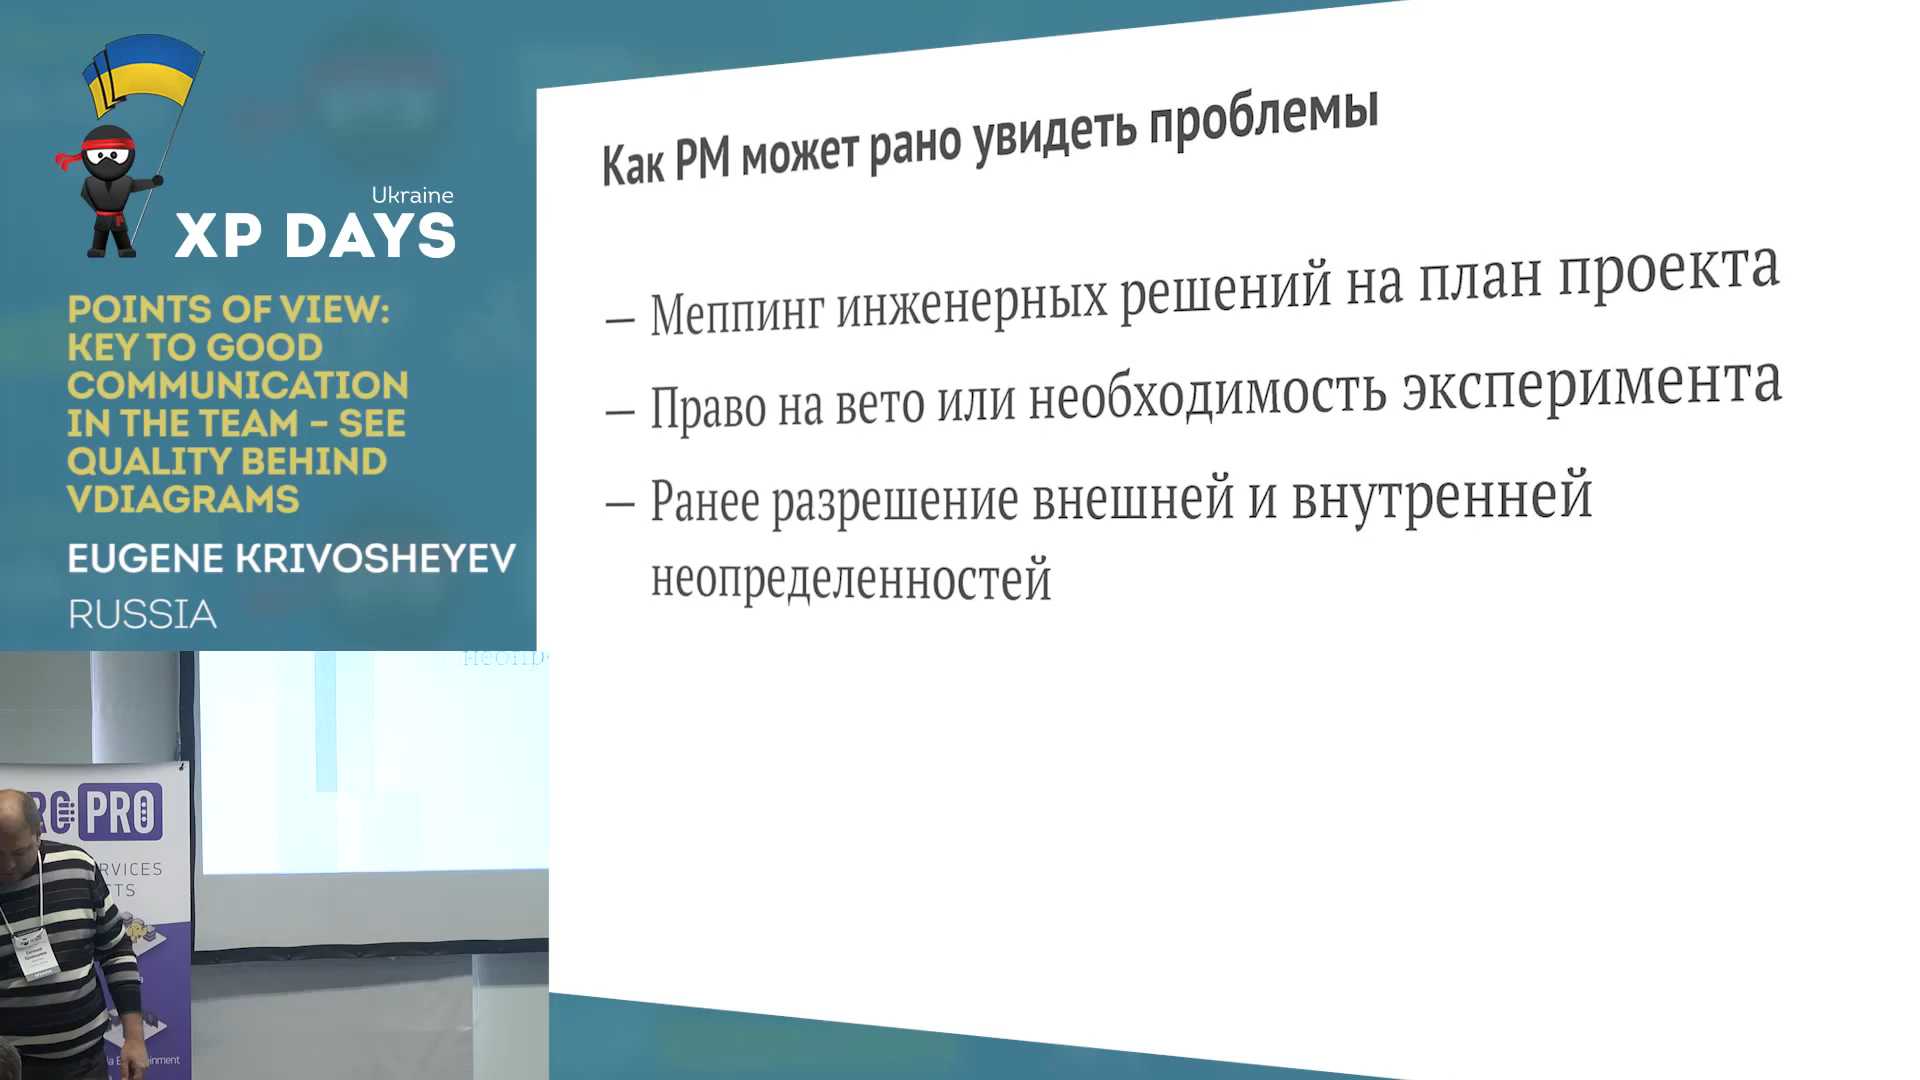 Ukraine
XP DAYS
POINTS OF VIEW:
KEY TO GOOD
COMMUNICATION
IN THE TEAM – SEE
QUALITY BEHIND
VDIAGRAMS
EUGENE KRIVOSHEYEV
RUSSIA
Как PM может рано увидеть проблемы
– Меппинг инженерных решений на план проекта
– Право на вето или необходимость эксперимента
– Ранее разрешение внешней и внутренней
неопределенностей
PRO